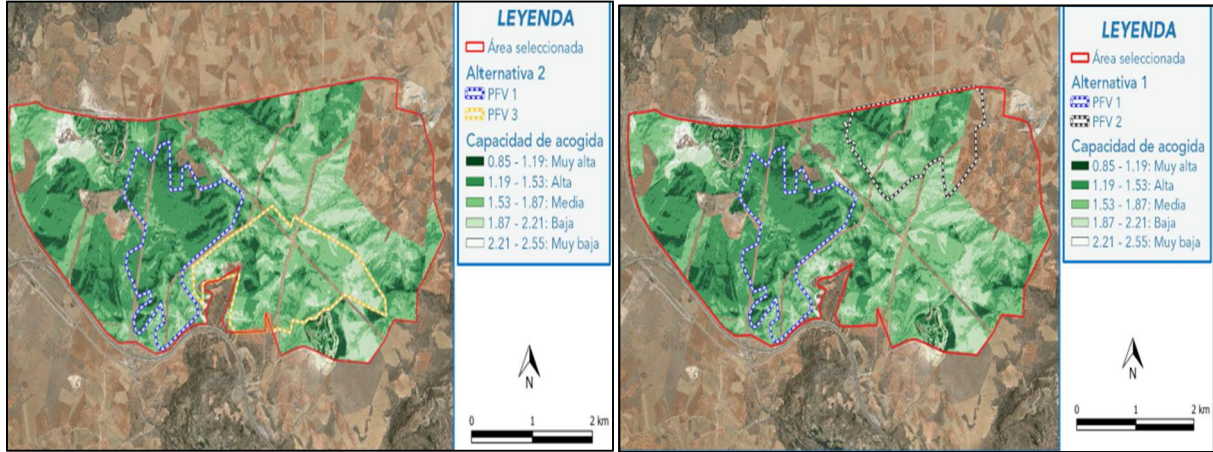 LEYENDA
Área seleccionada
Alternativa 2
PFV 1
PFV 3
Capacidad de acogida
0.85 - 1.19: Muy alta
1.19 - 1.53: Alta
1.53 - 1.87: Media
1.87 - 2.21: Baja
2.21 - 2.55: Muy baja
N
0 1 2 km
LEYENDA
Área seleccionada
Alternativa 1
PFV 1
PFV 2
Capacidad de acogida
0.85 - 1.19: Muy alta
1.19 - 1.53: Alta
1.53 - 1.87: Media
1.87 - 2.21: Baja
2.21 - 2.55: Muy baja
N
0 1 2 km